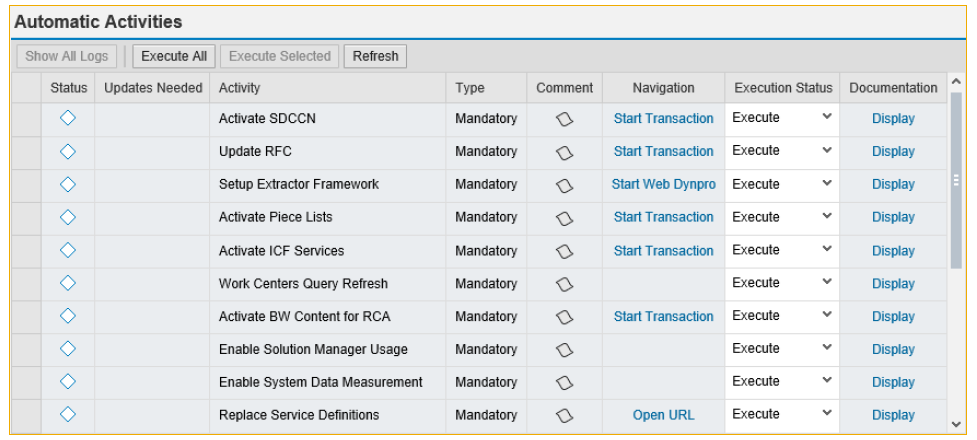 Automatic Activities
Show All Logs Execute All Execute Selected Refresh
Status Updates Needed Activity Type Comment Navigation Execution Status Documentation
Activate SDCCN Mandatory Start Transaction Execute Display
Update RFC Mandatory Start Transaction Execute Display
Setup Extractor Framework Mandatory Start Web Dynpro Execute Display
Activate Piece Lists Mandatory Start Transaction Execute Display
Activate ICF Services Mandatory Start Transaction Execute Display
Work Centers Query Refresh Mandatory Execute Display
Activate BW Content for RCA Mandatory Start Transaction Execute Display
Enable Solution Manager Usage Mandatory Execute Display
Enable System Data Measurement Mandatory Execute Display
Replace Service Definitions Mandatory Open URL Execute Display